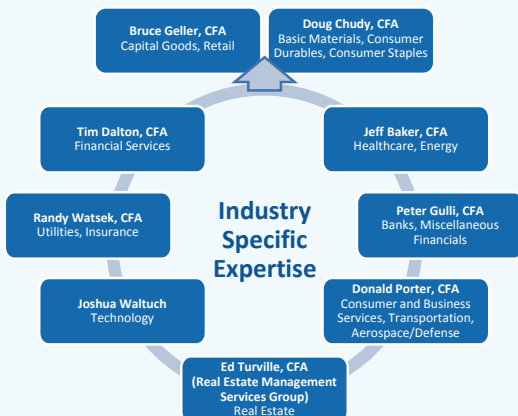 Bruce Geller, CFA
Capital Goods, Retail
Doug Chudy, CFA
Basic Materials, Consumer
Durables, Consumer Staples
Tim Dalton, CFA
Financial Services
Jeff Baker, CFA
Healthcare, Energy
Randy Watsek, CFA
Utilities, Insurance
Industry
Specific
Expertise
Peter Gulli, CFA
Banks, Miscellaneous
Financials
Joshua Waltuch
Technology
Donald Porter, CFA
Consumer and Business
Services, Transportation,
Aerospace/Defense
Ed Turville, CFA
(Real Estate Management
Services Group)
Real Estate